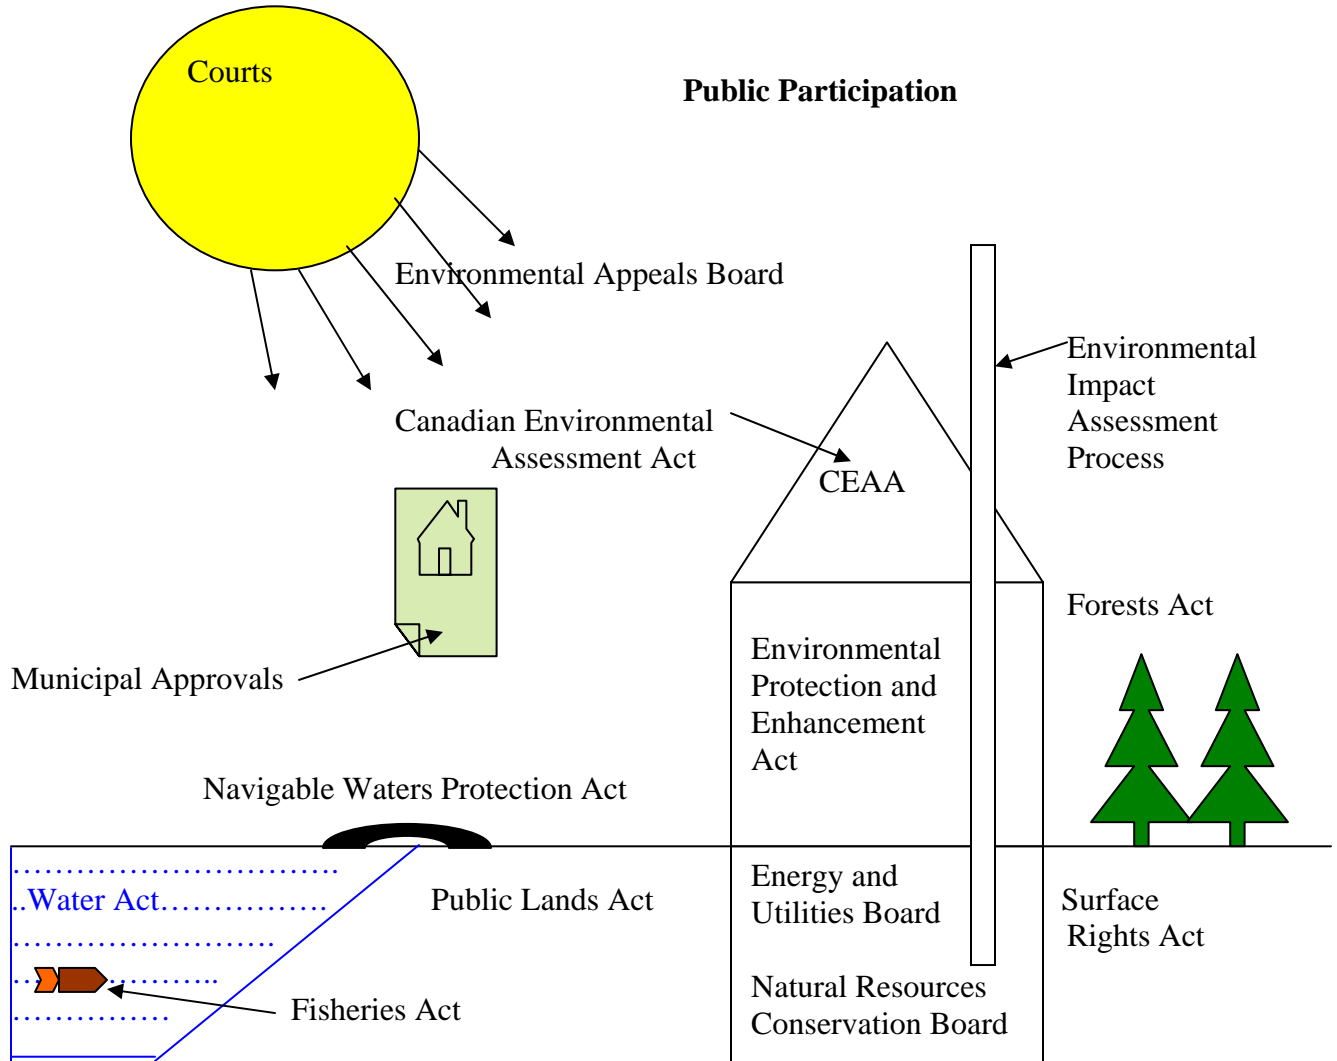 Courts
Public Participation
Environmental Appeals Board
Environmental
Impact
Assessment
Process
Canadian Environmental
Assessment Act
CEAA
Forests Act
Environmental
Protection and
Enhancement
Act
Municipal Approvals
Navigable Waters Protection Act
Energy and
Utilities Board
..Water Act................
Public Lands Act
Surface
Rights Act
Natural Resources
Conservation Board
Fisheries Act